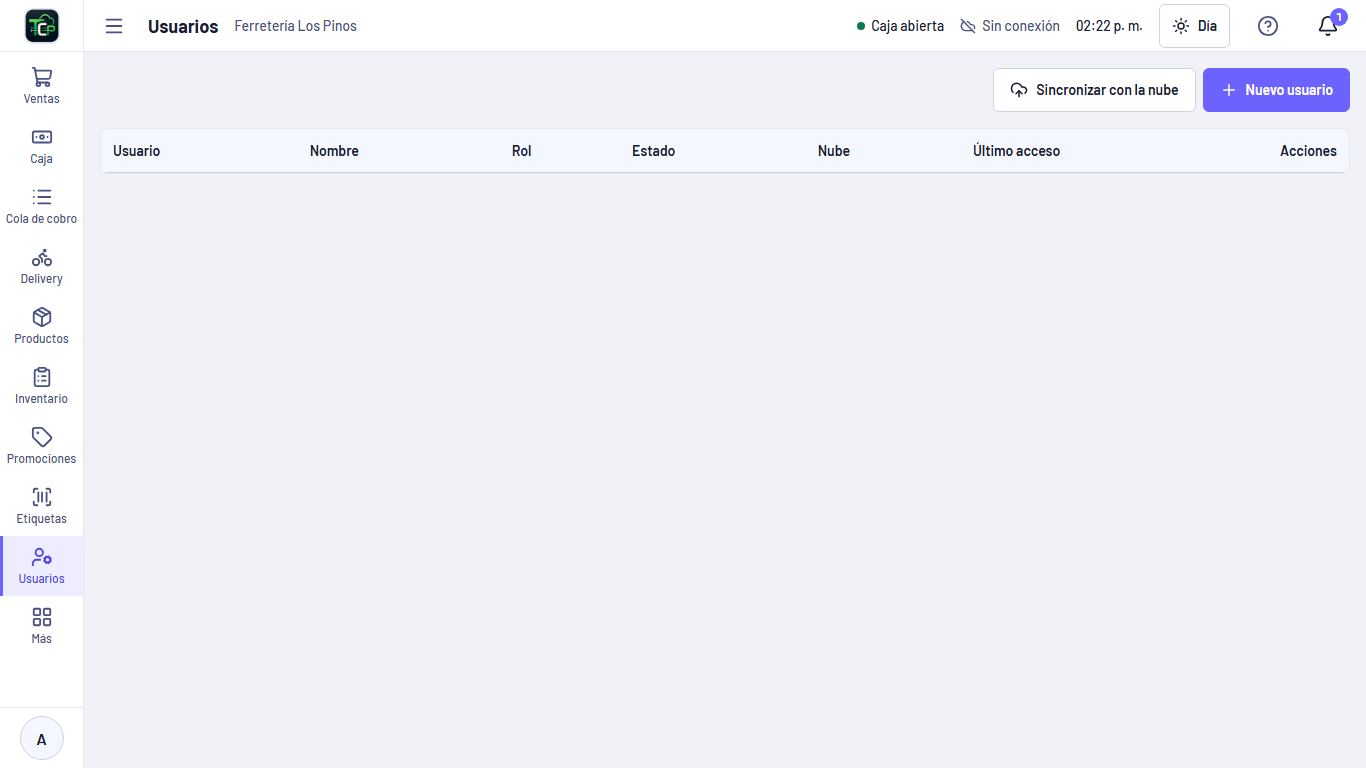 TCP
Usuarios
Ferretería Los Pinos
Caja abierta
Sin conexión
02:22 p. m.
Día
1
Ventas
Caja
Cola de cobro
Delivery
Productos
Inventario
Promociones
Etiquetas
Usuarios
Más
A
Sincronizar con la nube
Nuevo usuario
Usuario Nombre Rol Estado Nube Último acceso Acciones